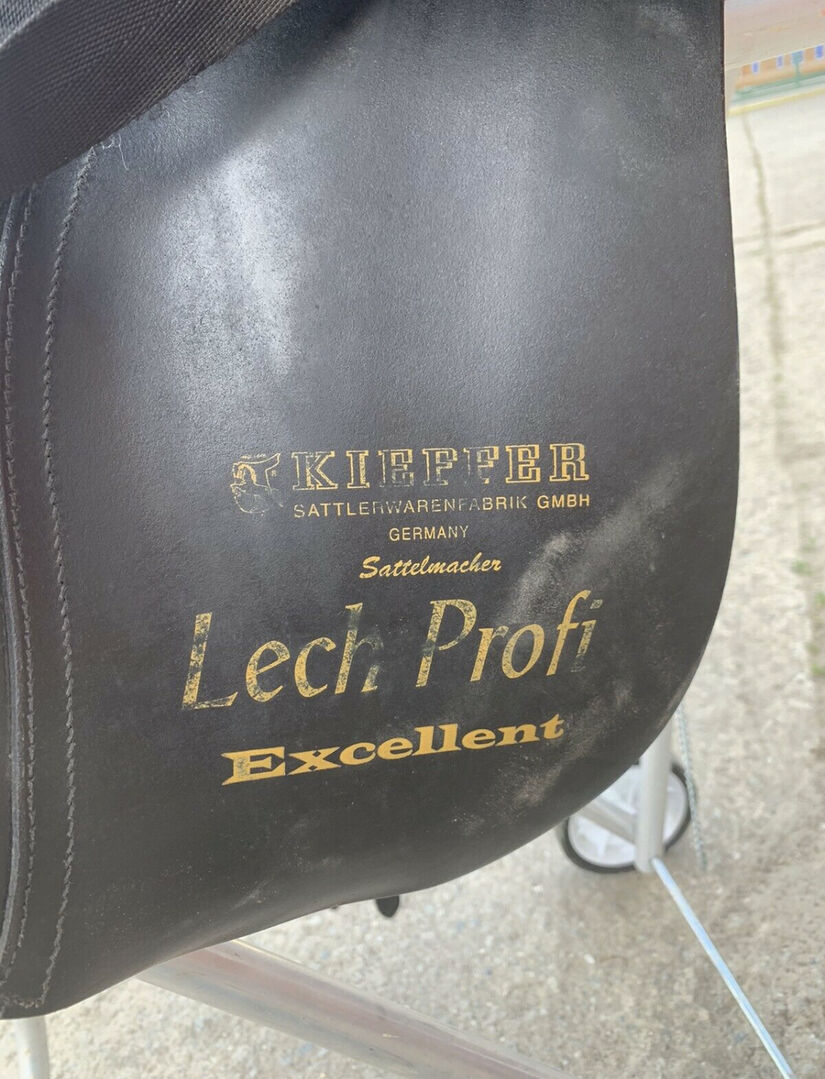 KIEFFER
SATTLERWARENFABRIK GMBH
GERMANY
Sattelmacher
Lech Profi
Excellent